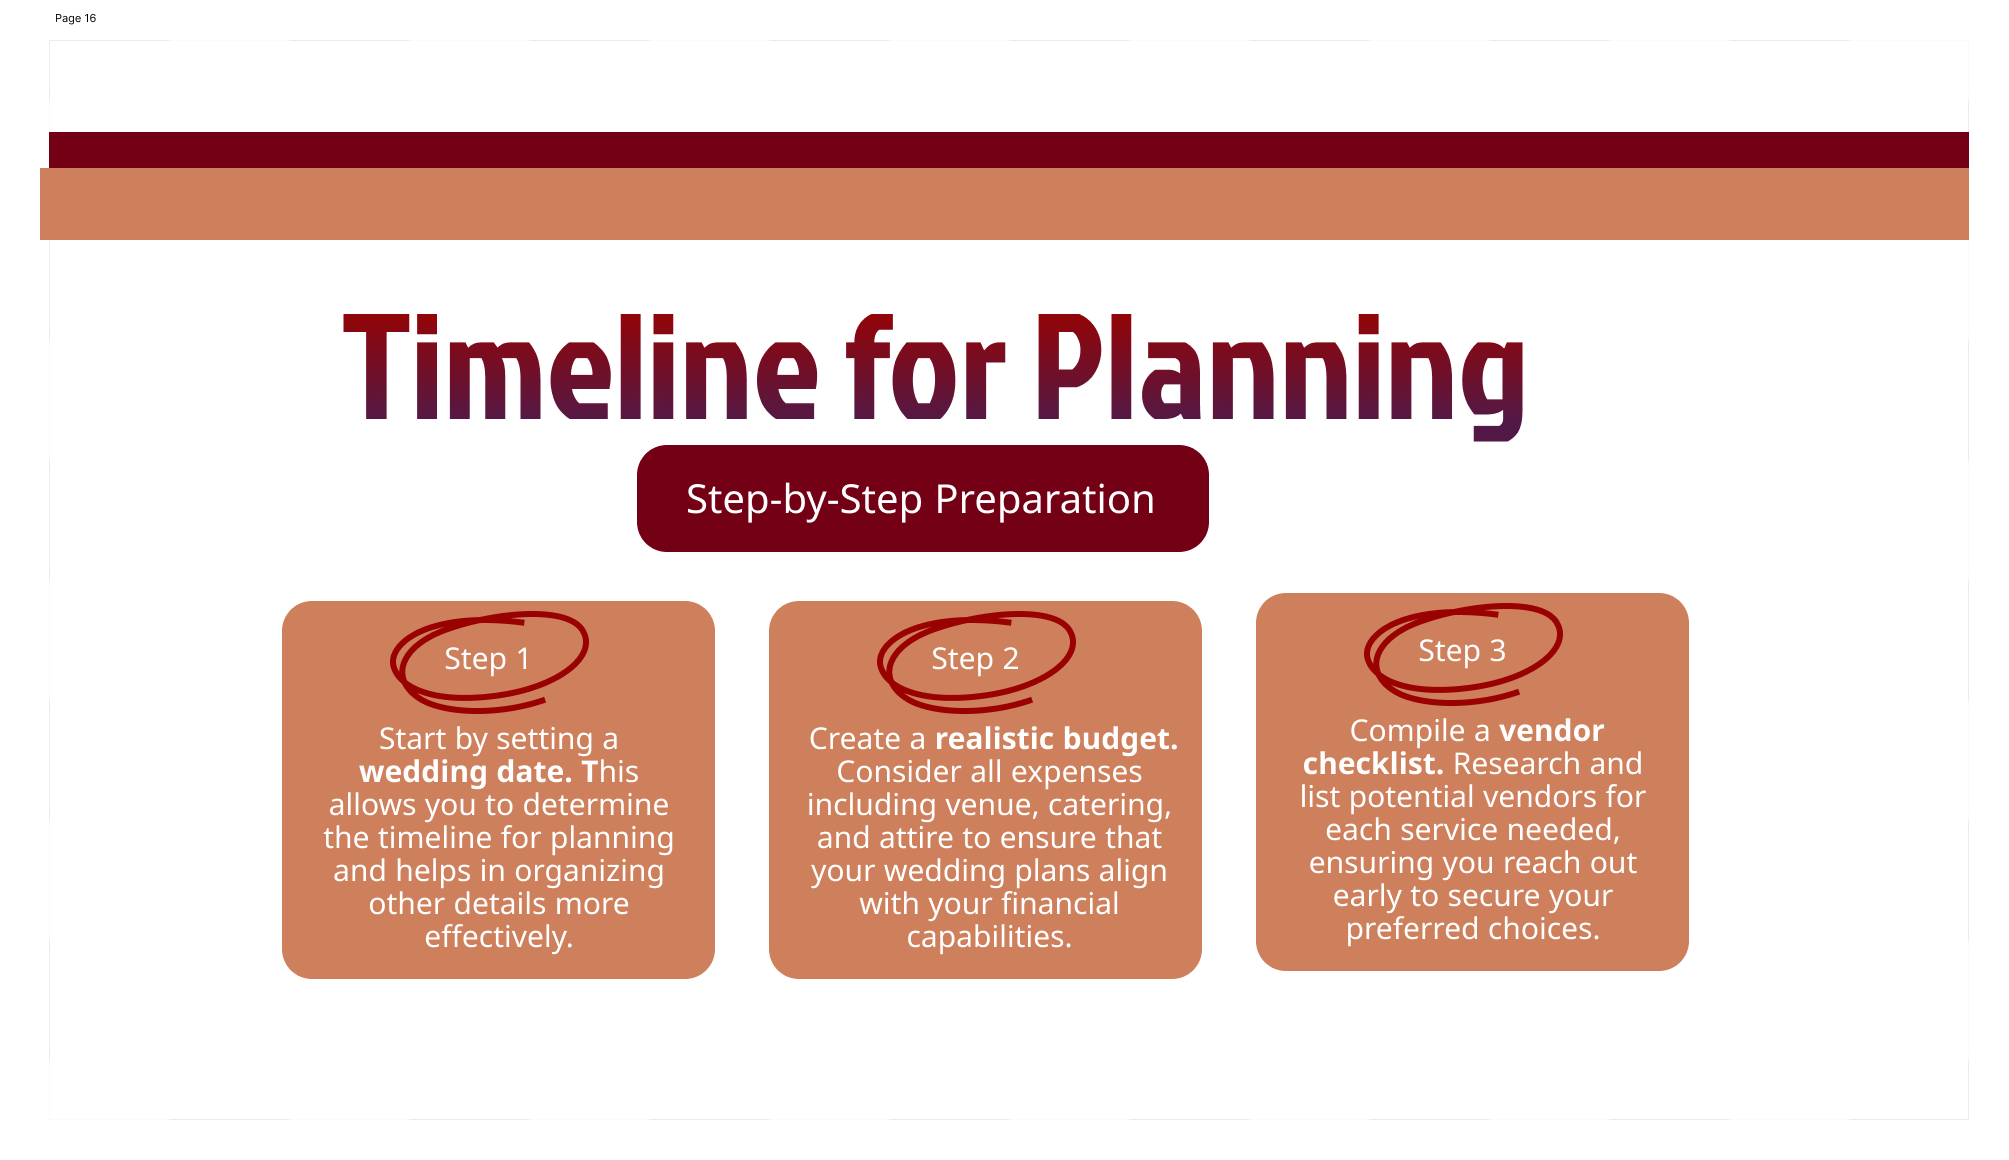 Page 16
Timeline for Planning
Step-by-Step Preparation
Step 1
Start by setting a
wedding date. This
allows you to determine
the timeline for planning
and helps in organizing
other details more
effectively.
Step 2
Create a realistic budget.
Consider all expenses
including venue, catering,
and attire to ensure that
your wedding plans align
with your financial
capabilities.
Step 3
Compile a vendor
checklist. Research and
list potential vendors for
each service needed,
ensuring you reach out
early to secure your
preferred choices.